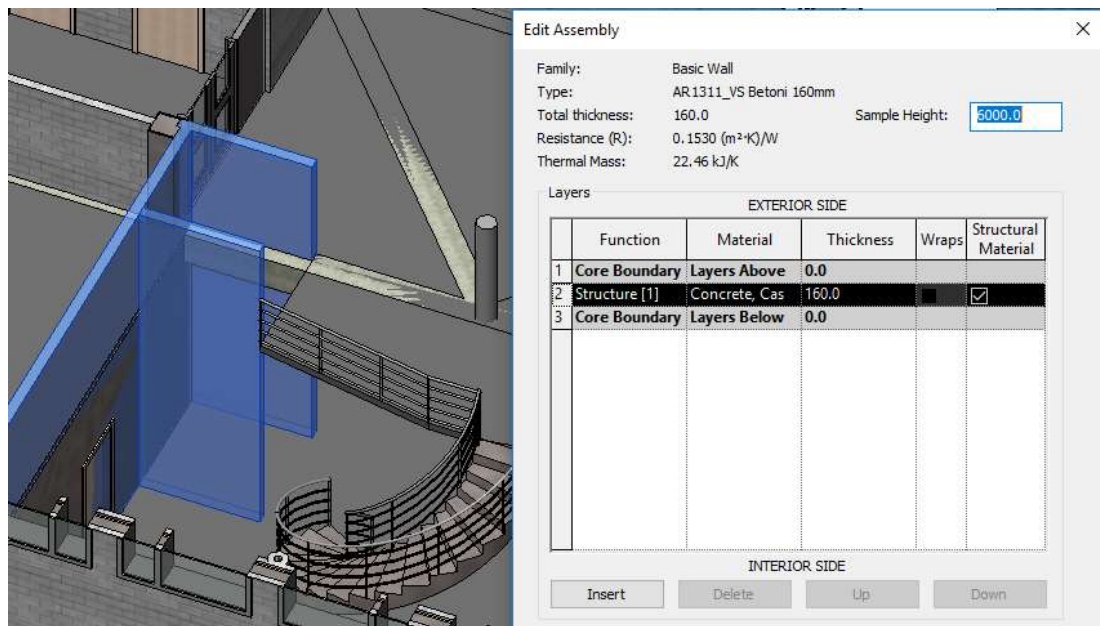 Edit Assembly
Family: Basic Wall
Type: AR1311_VS Betoni 160mm
Total thickness: 160.0 Sample Height: 6000.0
Resistance (R): 0.1530 (m²·K)/W
Thermal Mass: 22.46 kJ/K
Layers
EXTERIOR SIDE
Function Material Thickness Wraps Structural Material
1 Core Boundary Layers Above 0.0
2 Structure [1] Concrete, Cas 160.0
3 Core Boundary Layers Below 0.0
INTERIOR SIDE
Insert Delete Up Down